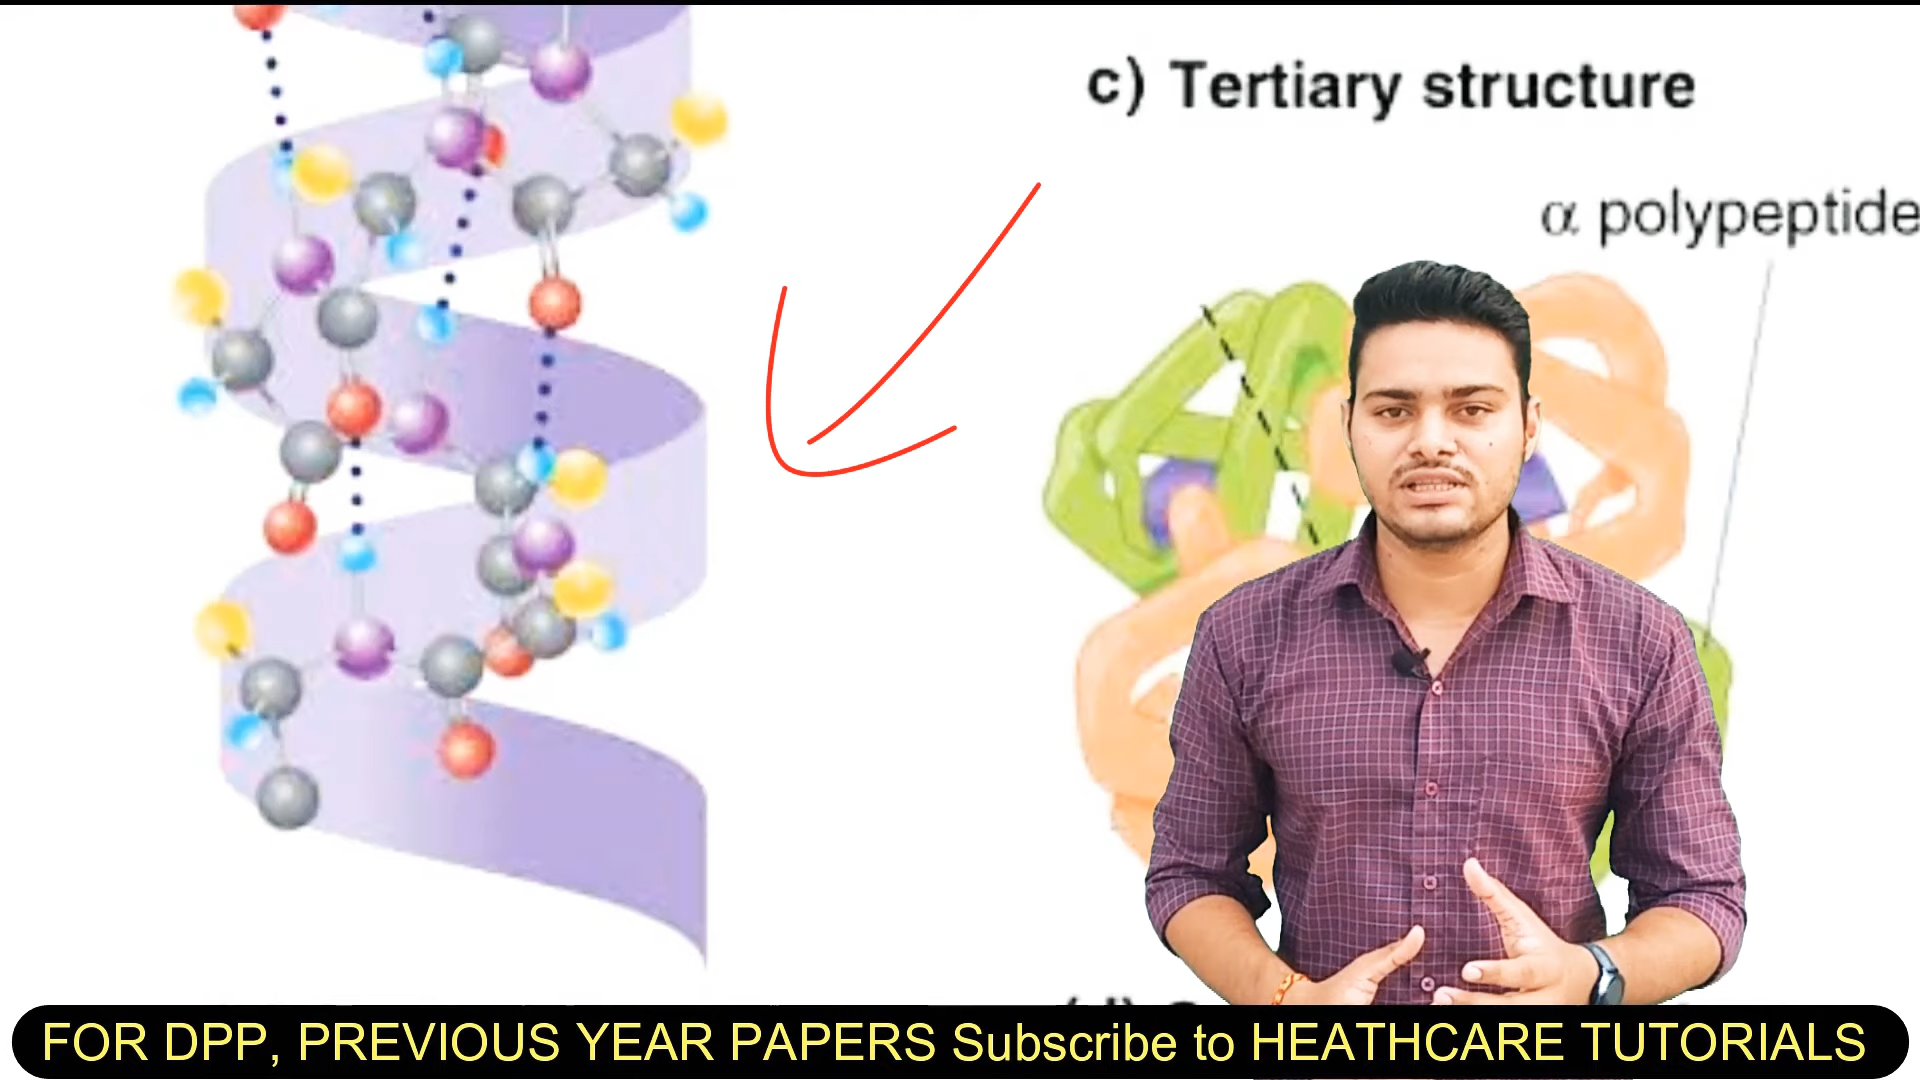 c) Tertiary structure
α polypeptide
FOR DPP, PREVIOUS YEAR PAPERS Subscribe to HEATHCARE TUTORIALS